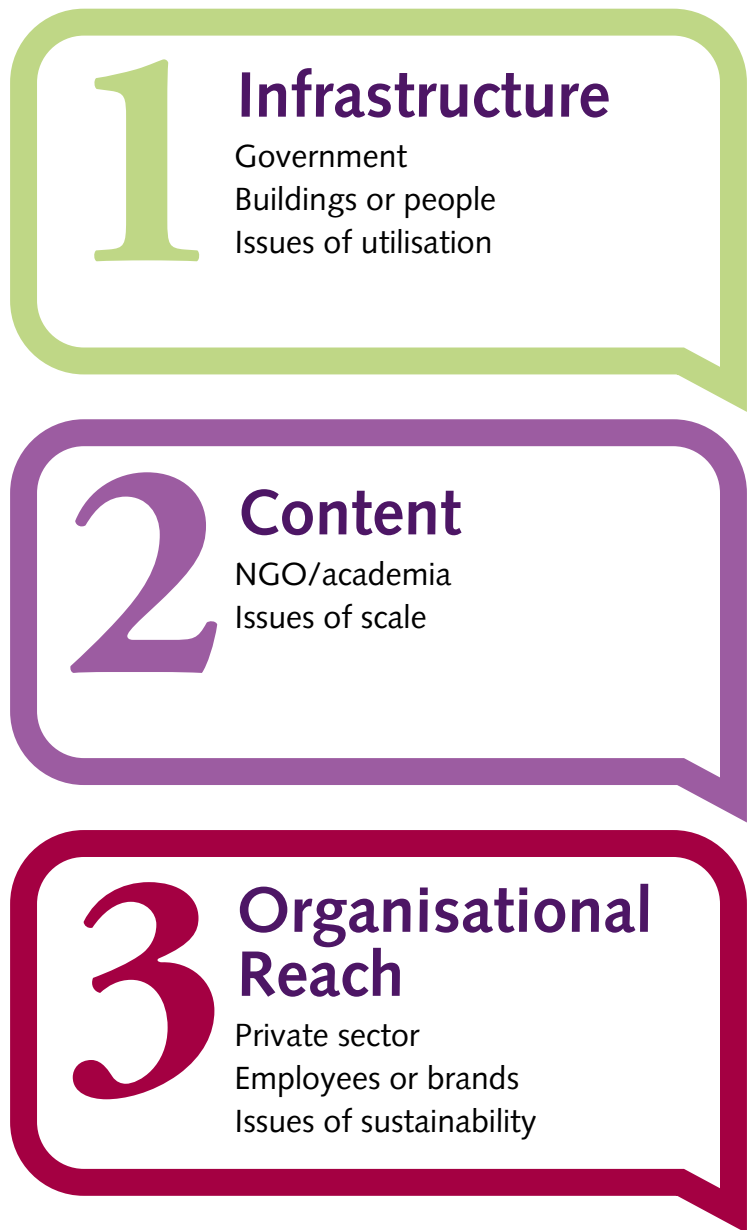 1
Infrastructure
Government
Buildings or people
Issues of utilisation
2
Content
NGO/academia
Issues of scale
3
Organisational
Reach
Private sector
Employees or brands
Issues of sustainability